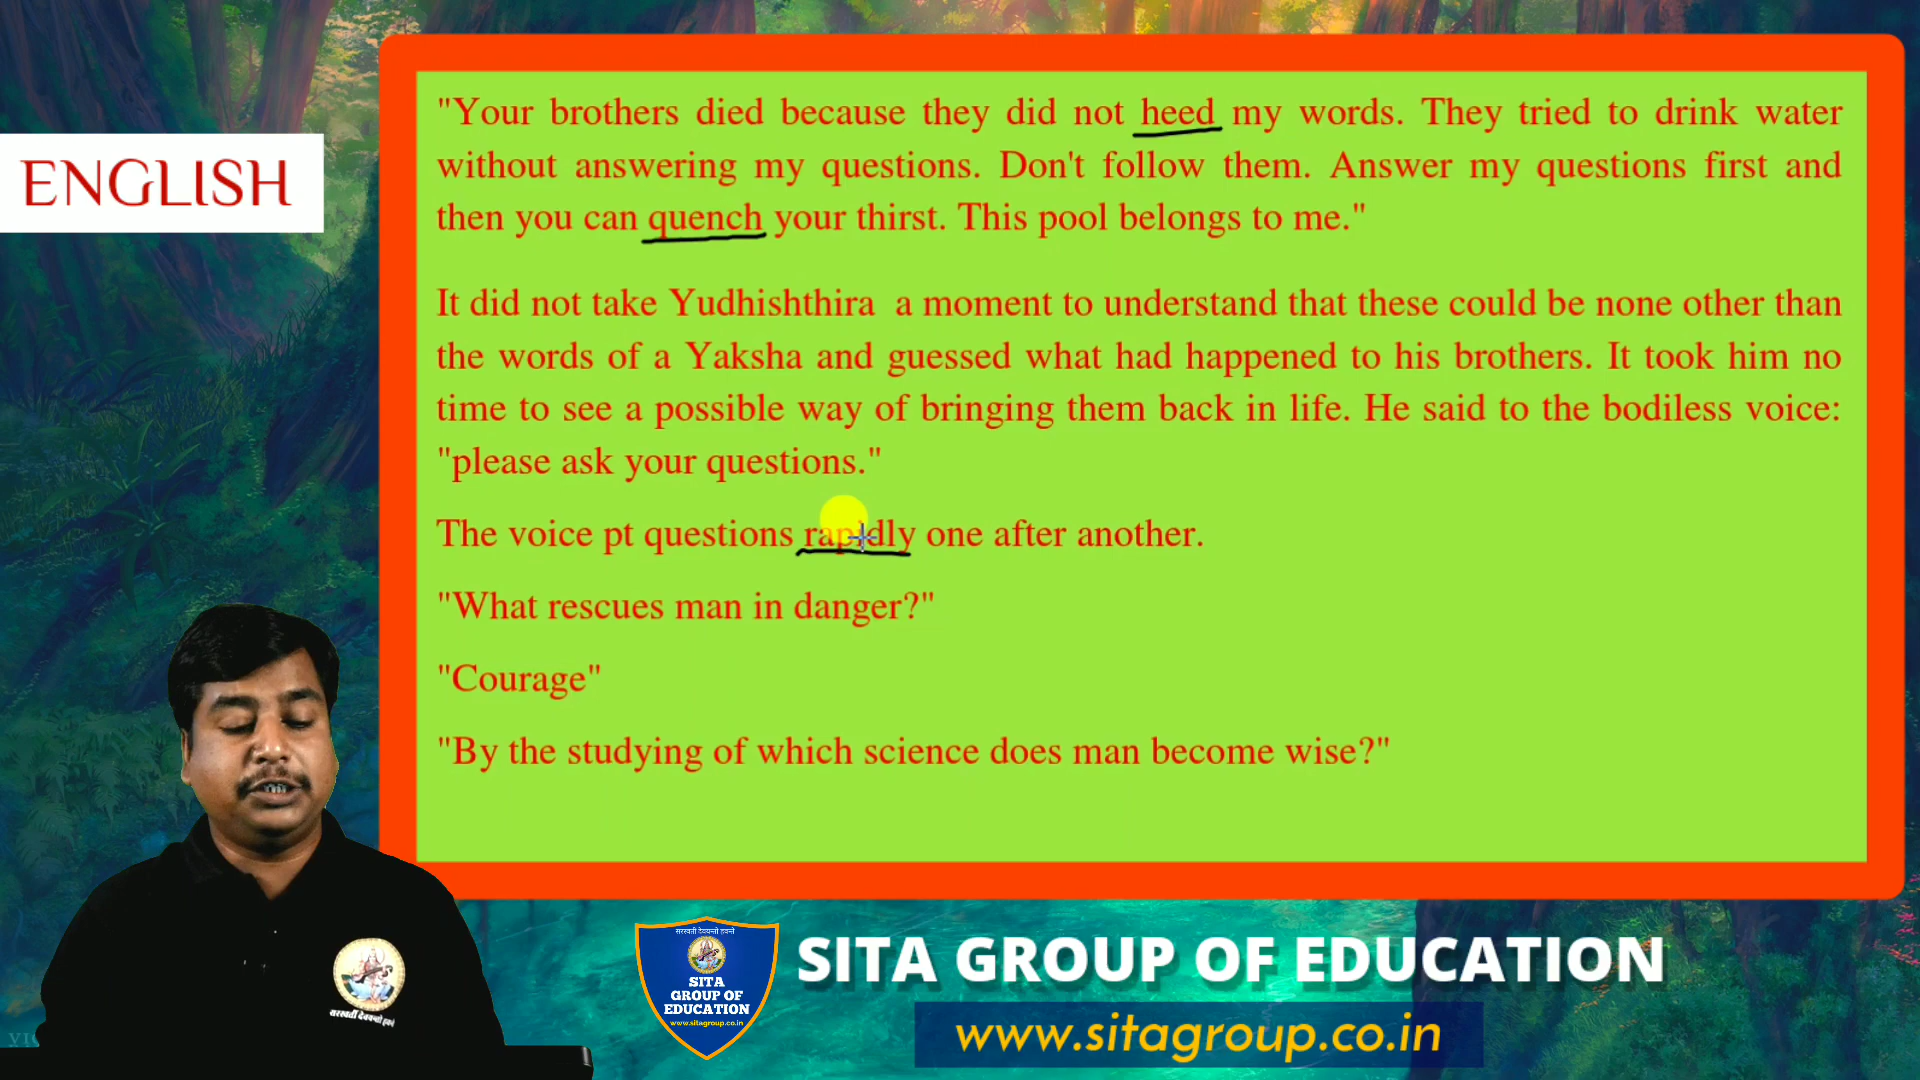 ENGLISH
"Your brothers died because they did not heed my words. They tried to drink water
without answering my questions. Don't follow them. Answer my questions first and
then you can quench your thirst. This pool belongs to me."
It did not take Yudhishthira a moment to understand that these could be none other than
the words of a Yaksha and guessed what had happened to his brothers. It took him no
time to see a possible way of bringing them back in life. He said to the bodiless voice:
"please ask your questions."
The voice pt questions rapidly one after another.
"What rescues man in danger?"
"Courage"
"By the studying of which science does man become wise?"
सरस्वती देवयन्तो हवन्ते
SITA
GROUP OF
EDUCATION
www.sitagroup.co.in
SITA GROUP OF EDUCATION
www.sitagroup.co.in